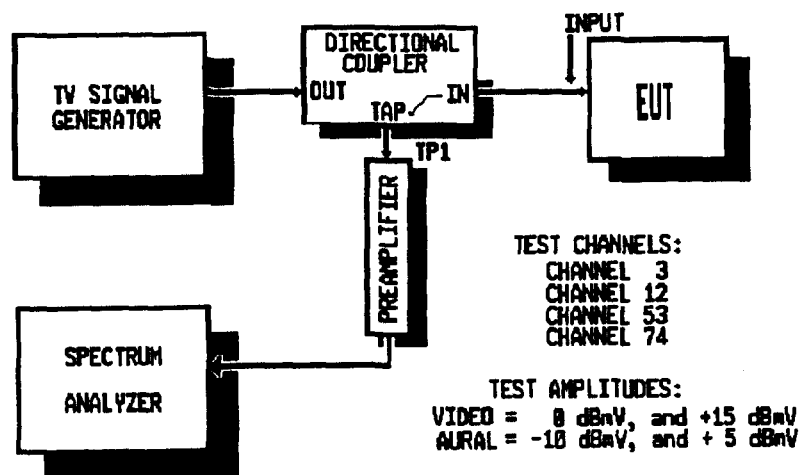 INPUT
DIRECTIONAL
COUPLER
TV SIGNAL
GENERATOR
OUT
IN
TAP
EUT
TP1
PREAMPLIFIER
TEST CHANNELS:
CHANNEL 3
CHANNEL 12
CHANNEL 53
CHANNEL 74
SPECTRUM
ANALYZER
TEST AMPLITUDES:
VIDEO = 0 dBmV, and +15 dBmV
AURAL = -10 dBmV, and + 5 dBmV